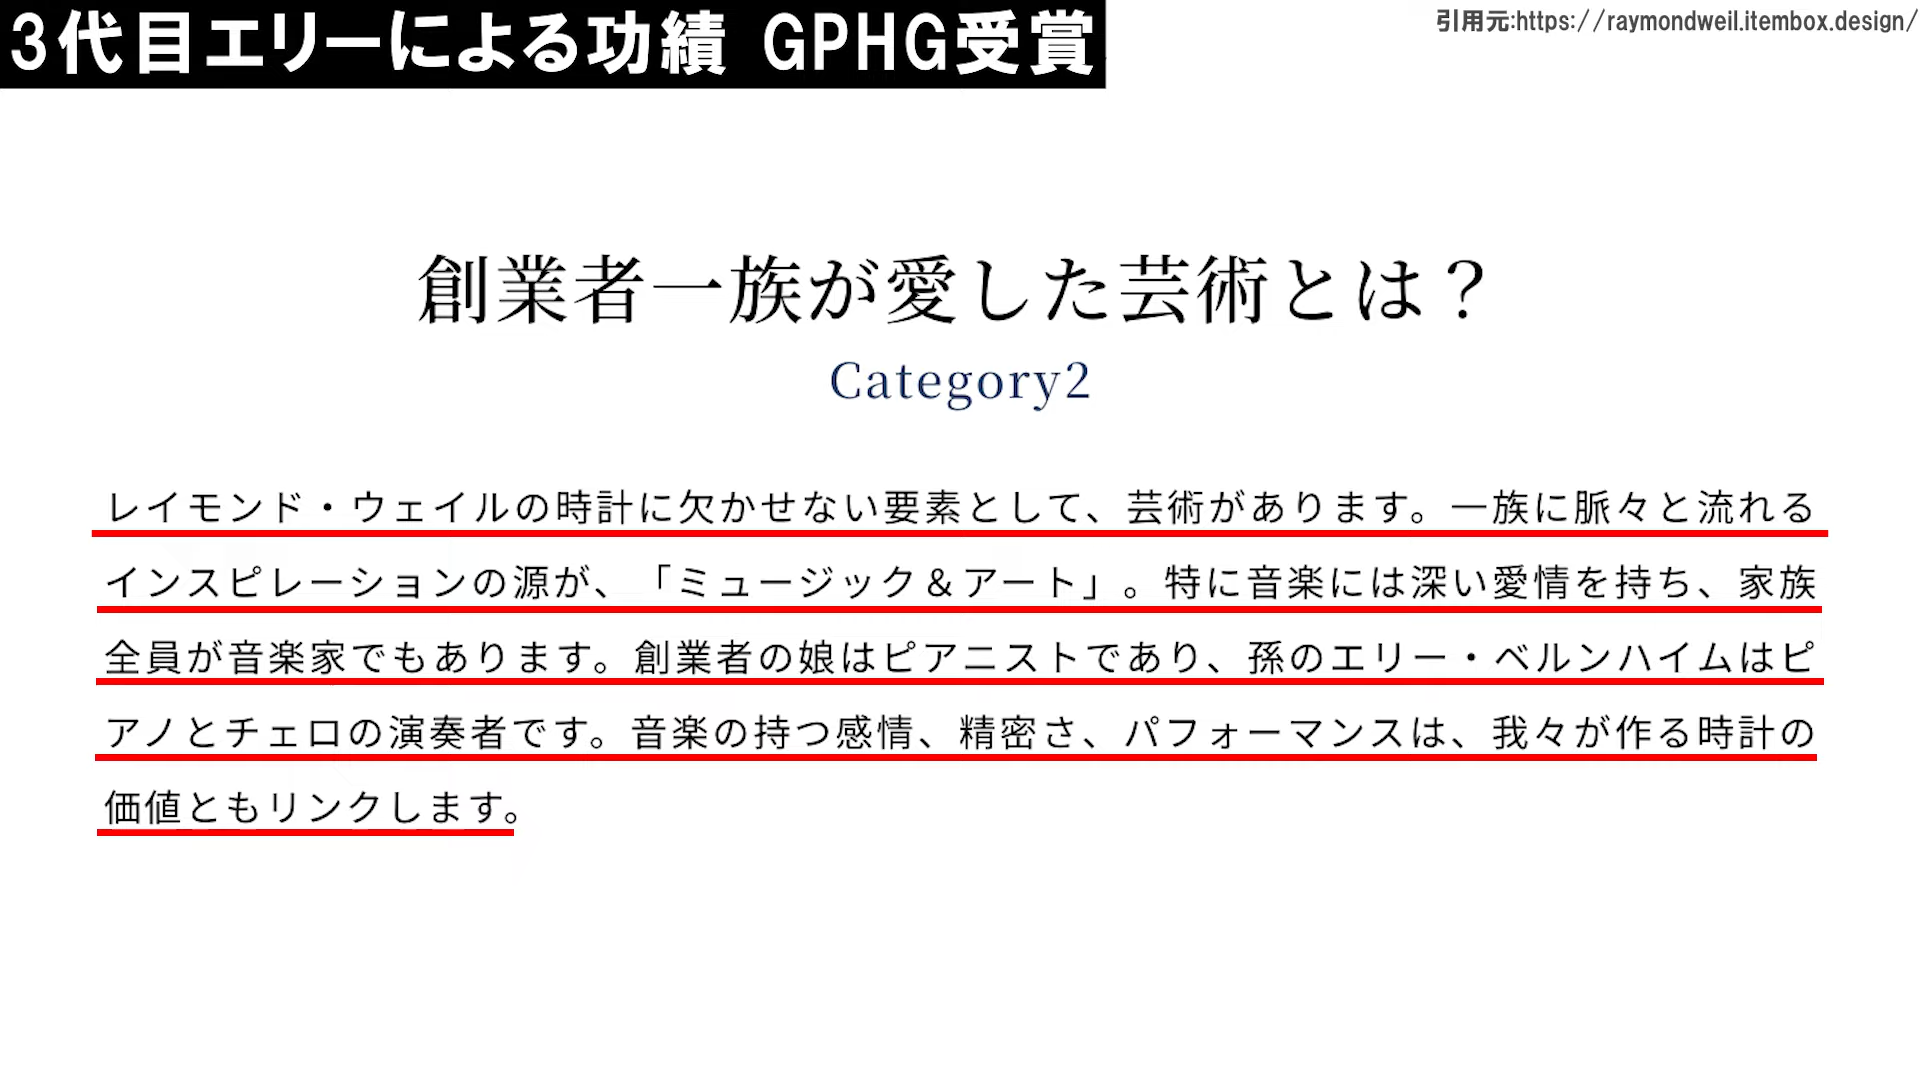 3代目エリーによる功績 GPHG受賞
引用元:https://raymondweil.itembox.design/
創業者一族が愛した芸術とは？
Category2
レイモンド・ウェイルの時計に欠かせない要素として、芸術があります。一族に脈々と流れる
インスピレーションの源が、「ミュージック＆アート」。特に音楽には深い愛情を持ち、家族
全員が音楽家でもあります。創業者の娘はピアニストであり、孫のエリー・ベルンハイムはピ
アノとチェロの演奏者です。音楽の持つ感情、精密さ、パフォーマンスは、我々が作る時計の
価値ともリンクします。